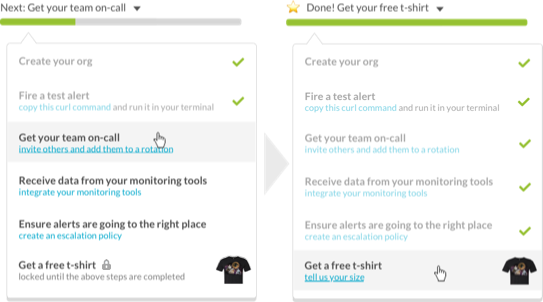 Next: Get your team on-call
Create your org
Fire a test alert
copy this curl command and run it in your terminal
Get your team on-call
invite others and add them to a rotation
Receive data from your monitoring tools
integrate your monitoring tools
Ensure alerts are going to the right place
create an escalation policy
Get a free t-shirt
locked until the above steps are completed
Done! Get your free t-shirt
Create your org
Fire a test alert
copy this curl command and run it in your terminal
Get your team on-call
invite others and add them to a rotation
Receive data from your monitoring tools
integrate your monitoring tools
Ensure alerts are going to the right place
create an escalation policy
Get a free t-shirt
tell us your size